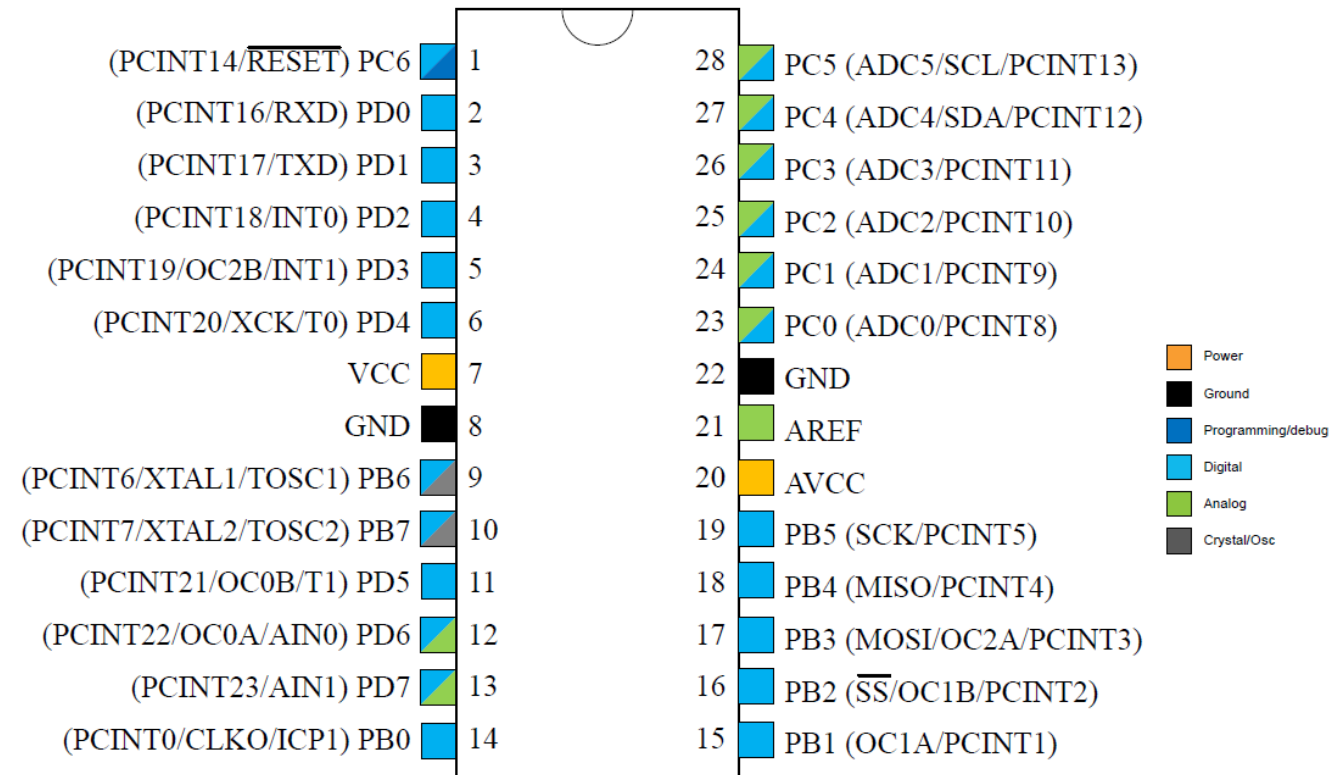 (PCINT14/RESET) PC6 1
(PCINT16/RXD) PD0 2
(PCINT17/TXD) PD1 3
(PCINT18/INT0) PD2 4
(PCINT19/OC2B/INT1) PD3 5
(PCINT20/XCK/T0) PD4 6
VCC 7
GND 8
(PCINT6/XTAL1/TOSC1) PB6 9
(PCINT7/XTAL2/TOSC2) PB7 10
(PCINT21/OC0B/T1) PD5 11
(PCINT22/OC0A/AIN0) PD6 12
(PCINT23/AIN1) PD7 13
(PCINT0/CLKO/ICP1) PB0 14
28 PC5 (ADC5/SCL/PCINT13)
27 PC4 (ADC4/SDA/PCINT12)
26 PC3 (ADC3/PCINT11)
25 PC2 (ADC2/PCINT10)
24 PC1 (ADC1/PCINT9)
23 PC0 (ADC0/PCINT8)
22 GND
21 AREF
20 AVCC
19 PB5 (SCK/PCINT5)
18 PB4 (MISO/PCINT4)
17 PB3 (MOSI/OC2A/PCINT3)
16 PB2 (SS/OC1B/PCINT2)
15 PB1 (OC1A/PCINT1)
Power
Ground
Programming/debug
Digital
Analog
Crystal/Osc